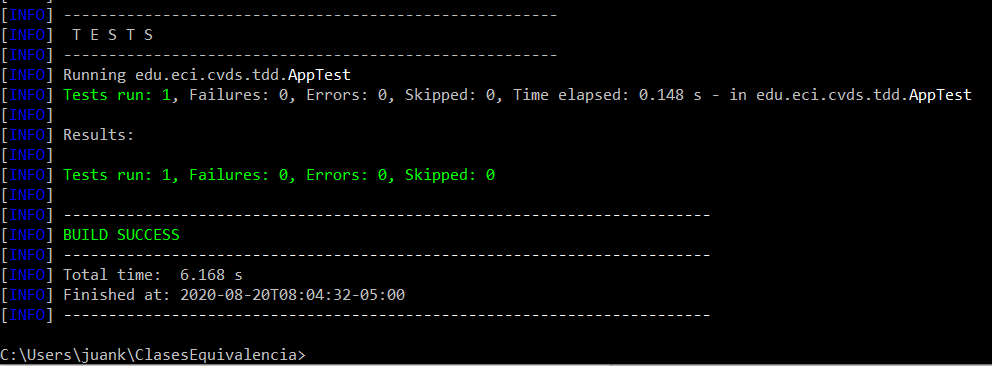 [INFO] -------------------------------------------------------
[INFO]  T E S T S
[INFO] -------------------------------------------------------
[INFO] Running edu.eci.cvds.tdd.AppTest
[INFO] Tests run: 1, Failures: 0, Errors: 0, Skipped: 0, Time elapsed: 0.148 s - in edu.eci.cvds.tdd.AppTest
[INFO]
[INFO] Results:
[INFO]
[INFO] Tests run: 1, Failures: 0, Errors: 0, Skipped: 0
[INFO]
[INFO] ------------------------------------------------------------------------
[INFO] BUILD SUCCESS
[INFO] ------------------------------------------------------------------------
[INFO] Total time:  6.168 s
[INFO] Finished at: 2020-08-20T08:04:32-05:00
[INFO] ------------------------------------------------------------------------
C:\Users\juank\ClasesEquivalencia>